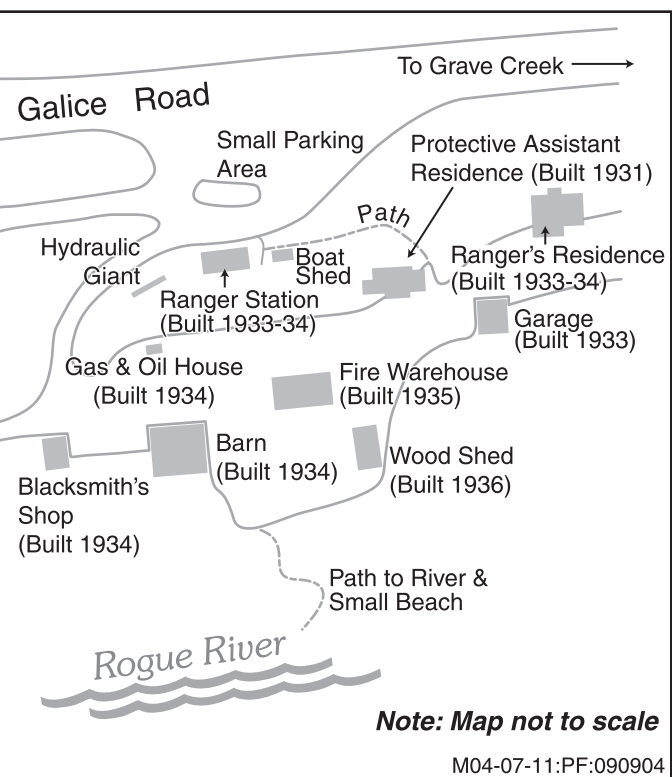 To Grave Creek
Galice Road
Small Parking
Area
Protective Assistant
Residence (Built 1931)
Path
Hydraulic
Giant
Boat
Shed
Ranger's Residence
(Built 1933-34)
Ranger Station
(Built 1933-34)
Garage
(Built 1933)
Gas & Oil House
(Built 1934)
Fire Warehouse
(Built 1935)
Barn
(Built 1934)
Wood Shed
(Built 1936)
Blacksmith's
Shop
(Built 1934)
Path to River &
Small Beach
Rogue River
Note: Map not to scale
M04-07-11:PF:090904